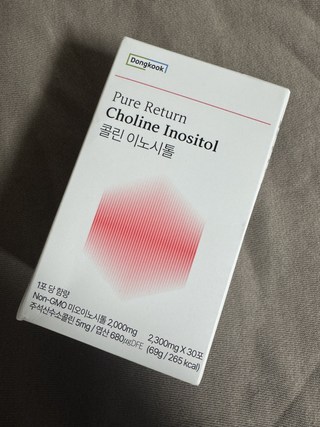 Dongkook
Pure Return
Choline Inositol
콜린 이노시톨
1포 당 함량
Non-GMO 미오이노시톨 2,000mg
주석산수소콜린 5mg / 엽산 680μgDFE
2,300mg X 30포
(69g / 265 kcal)